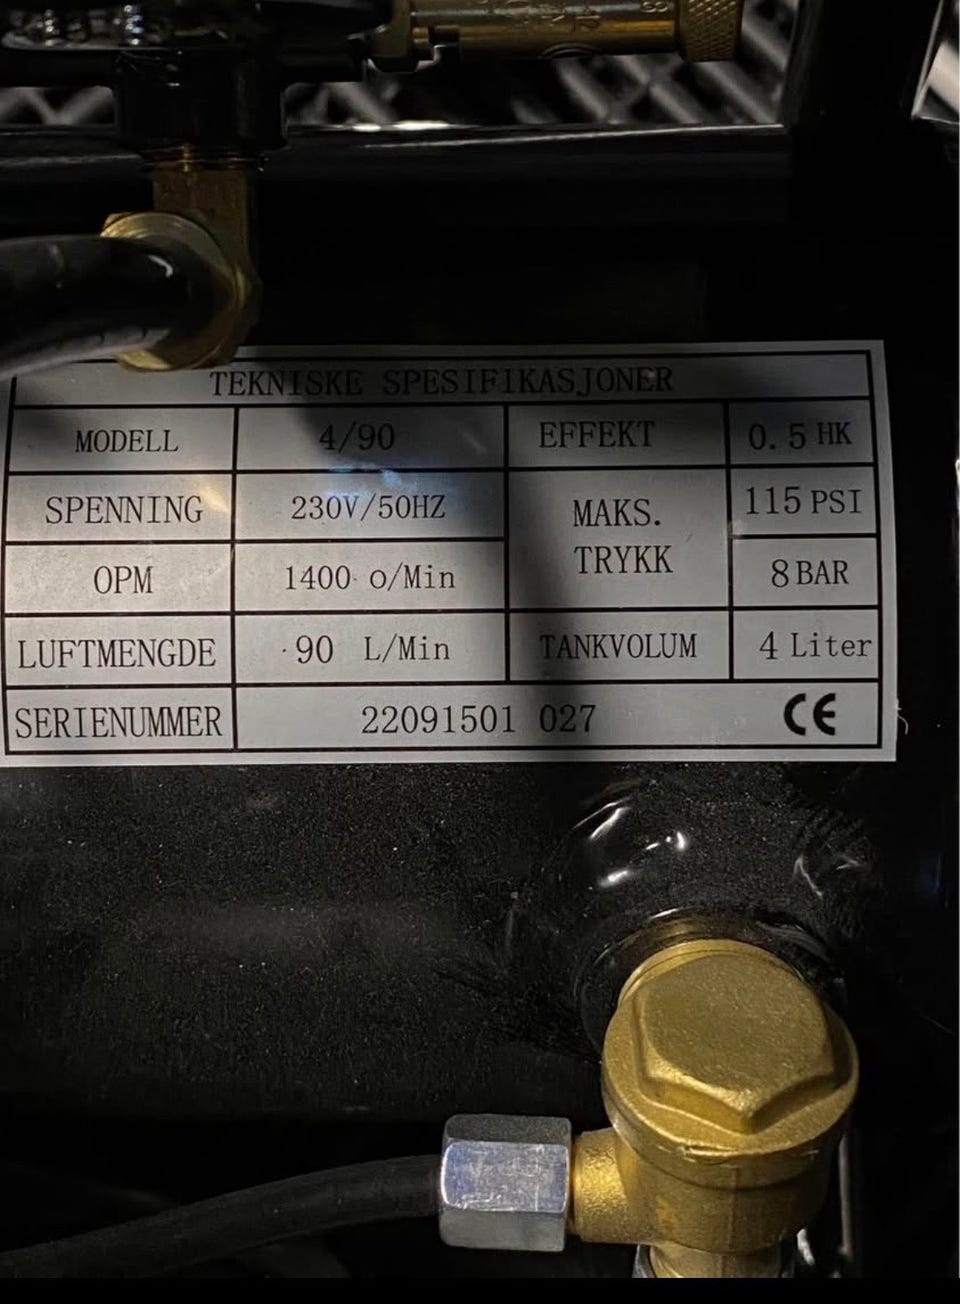 TEKNISKE SPESIFIKASJONER
MODELL 4/90 EFFEKT 0.5 HK
SPENNING 230V/50HZ MAKS. TRYKK 115 PSI
OPM 1400 o/Min 8 BAR
LUFTMENGDE 90 L/Min TANKVOLUM 4 Liter
SERIENUMMER 22091501 027 CE